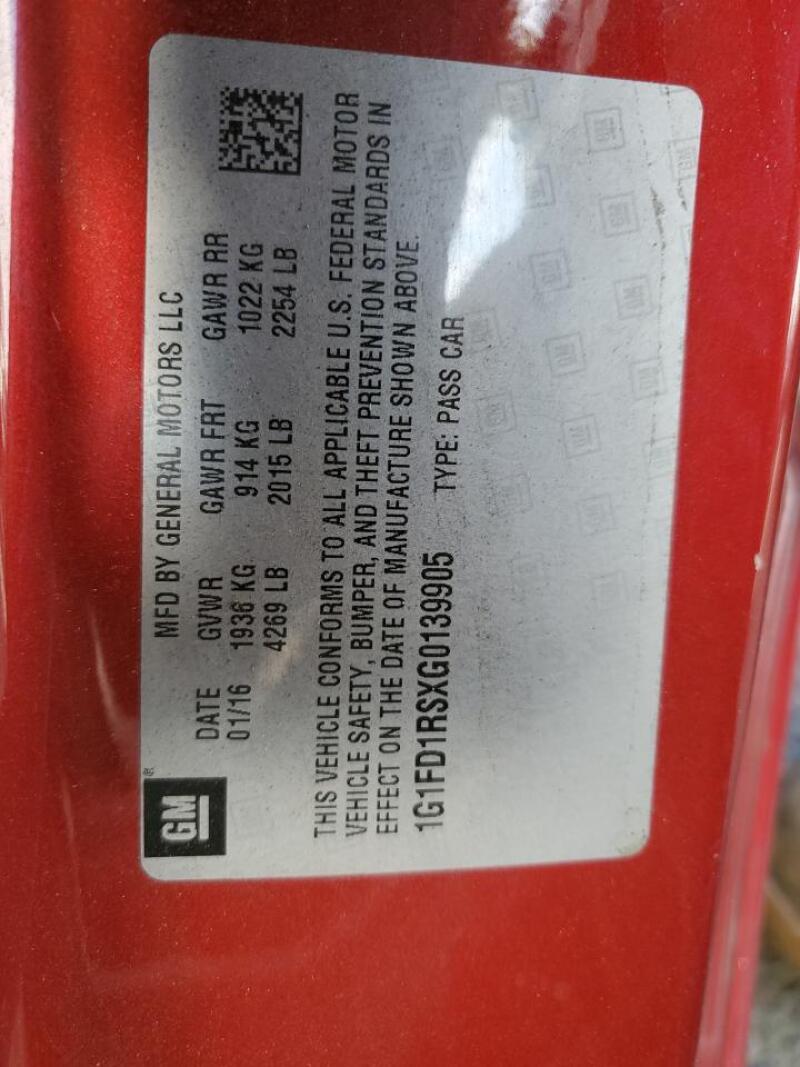 GM
MFD BY GENERAL MOTORS LLC
DATE GVWR GAWR FRT GAWR RR
01/16 1936 KG 914 KG 1022 KG
4269 LB 2015 LB 2254 LB
THIS VEHICLE CONFORMS TO ALL APPLICABLE U.S. FEDERAL MOTOR
VEHICLE SAFETY, BUMPER, AND THEFT PREVENTION STANDARDS IN
EFFECT ON THE DATE OF MANUFACTURE SHOWN ABOVE.
1G1FD1RSXG0139905 TYPE: PASS CAR